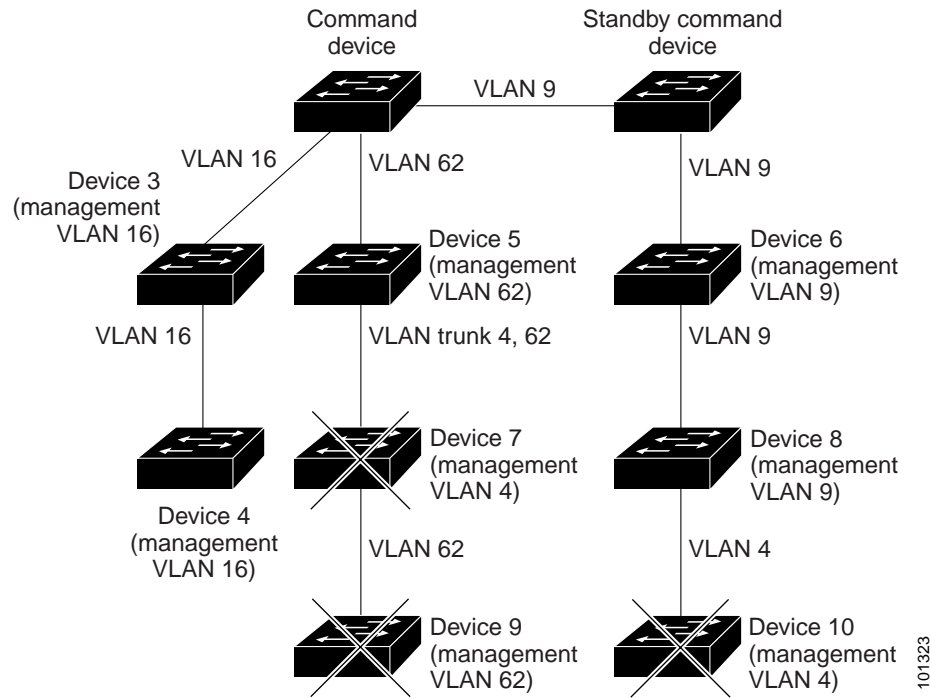 Command
device
Standby command
device
VLAN 9
VLAN 16
VLAN 62
VLAN 9
Device 3
(management
VLAN 16)
Device 5
(management
VLAN 62)
Device 6
(management
VLAN 9)
VLAN 16
VLAN trunk 4, 62
VLAN 9
Device 4
(management
VLAN 16)
Device 7
(management
VLAN 4)
Device 8
(management
VLAN 9)
VLAN 62
VLAN 4
Device 9
(management
VLAN 62)
Device 10
(management
VLAN 4)
101323